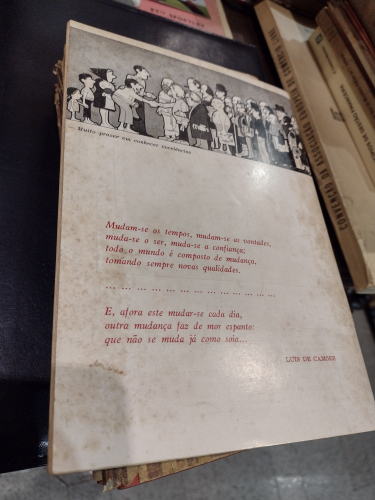 Muito prazer em conhecer vocelências
Mudam-se os tempos, mudam-se as vontades,
muda-se o ser, muda-se a confiança;
todo o mundo é composto de mudança,
tomando sempre novas qualidades.
... ... ... ... ... ... ... ... ... ... ... ...
E, afora este mudar-se cada dia,
outra mudança faz de mor espanto:
que não se muda já como soía...
LUIS DE CAMÕES